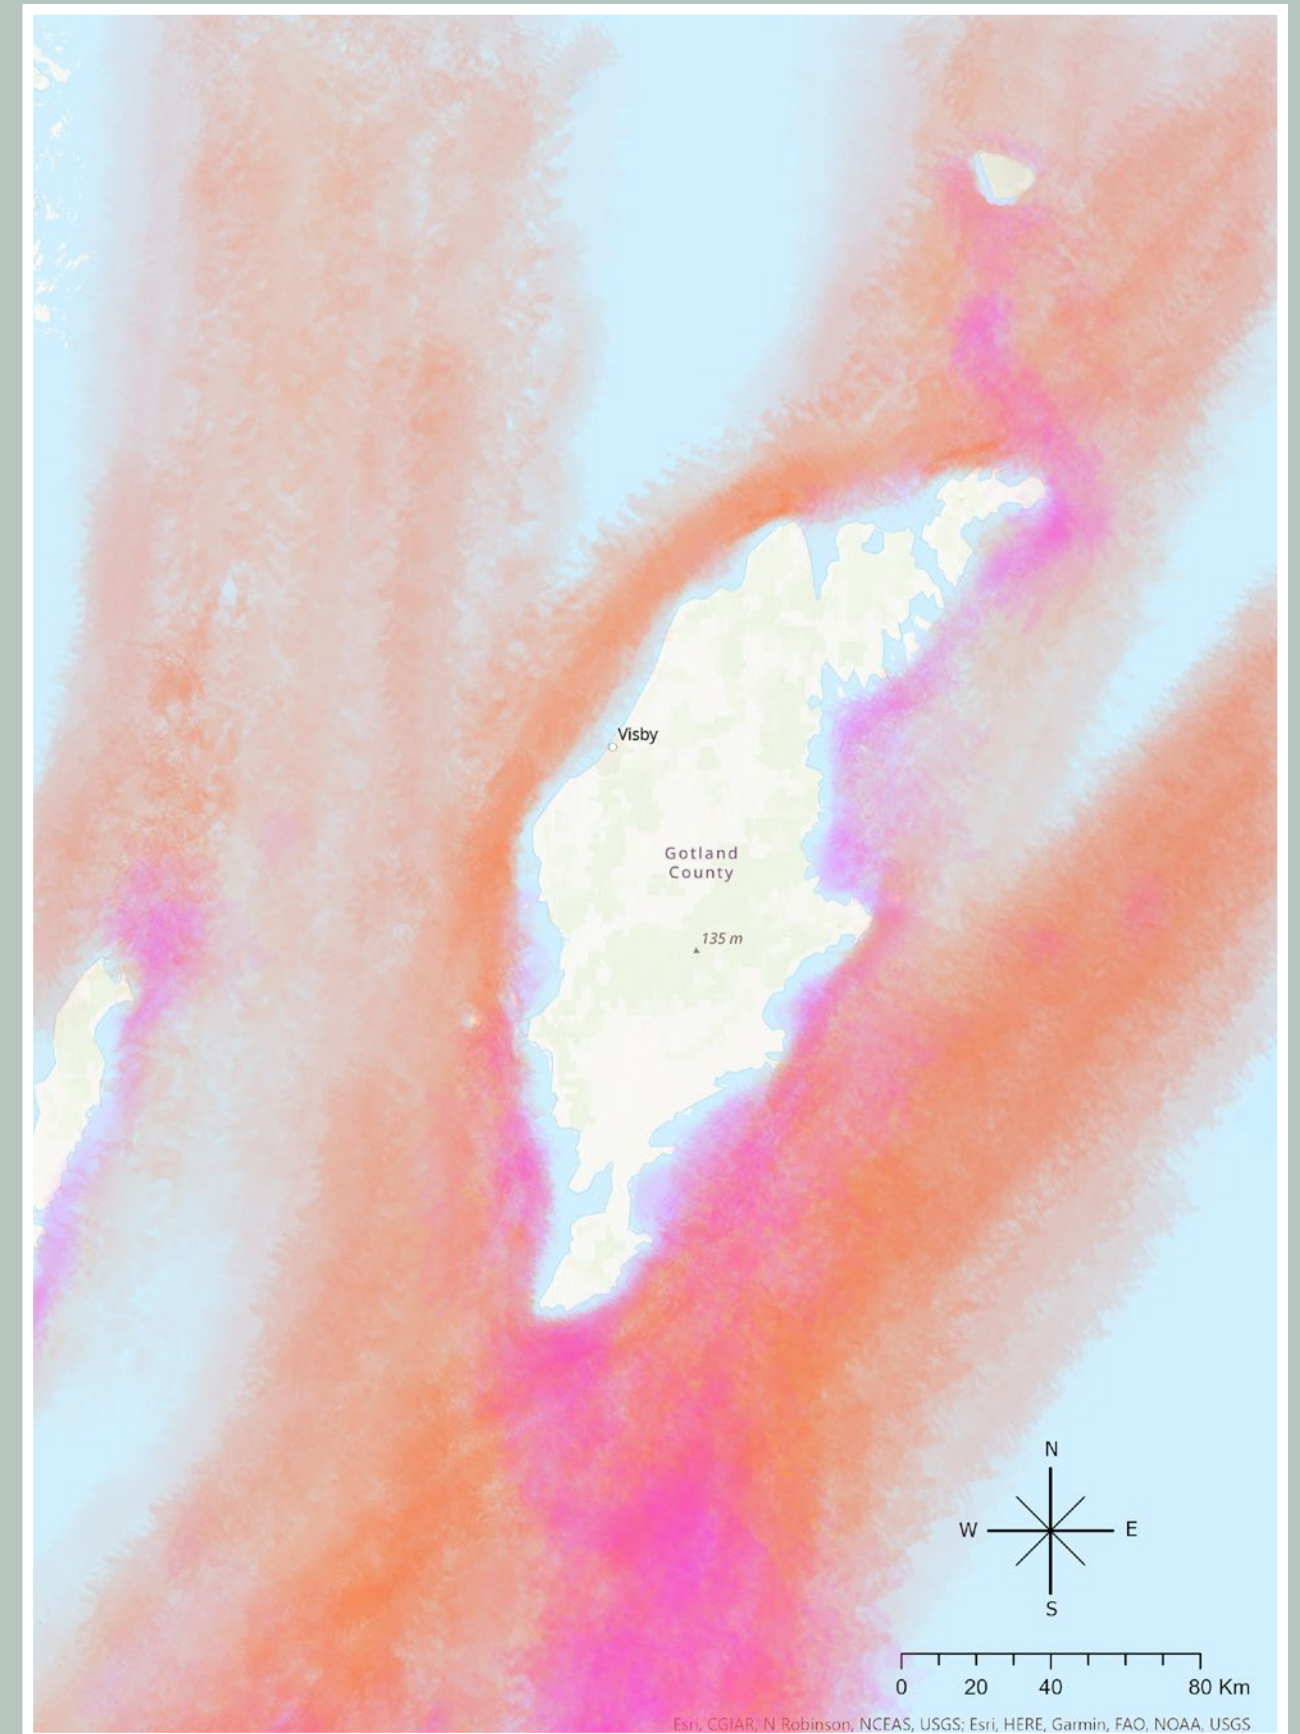 Visby
Gotland
County
135 m
N
W
E
S
0 20 40 80 Km
Esri, CGIAR, N Robinson, NCEAS, USGS; Esri, HERE, Garmin, FAO, NOAA, USGS